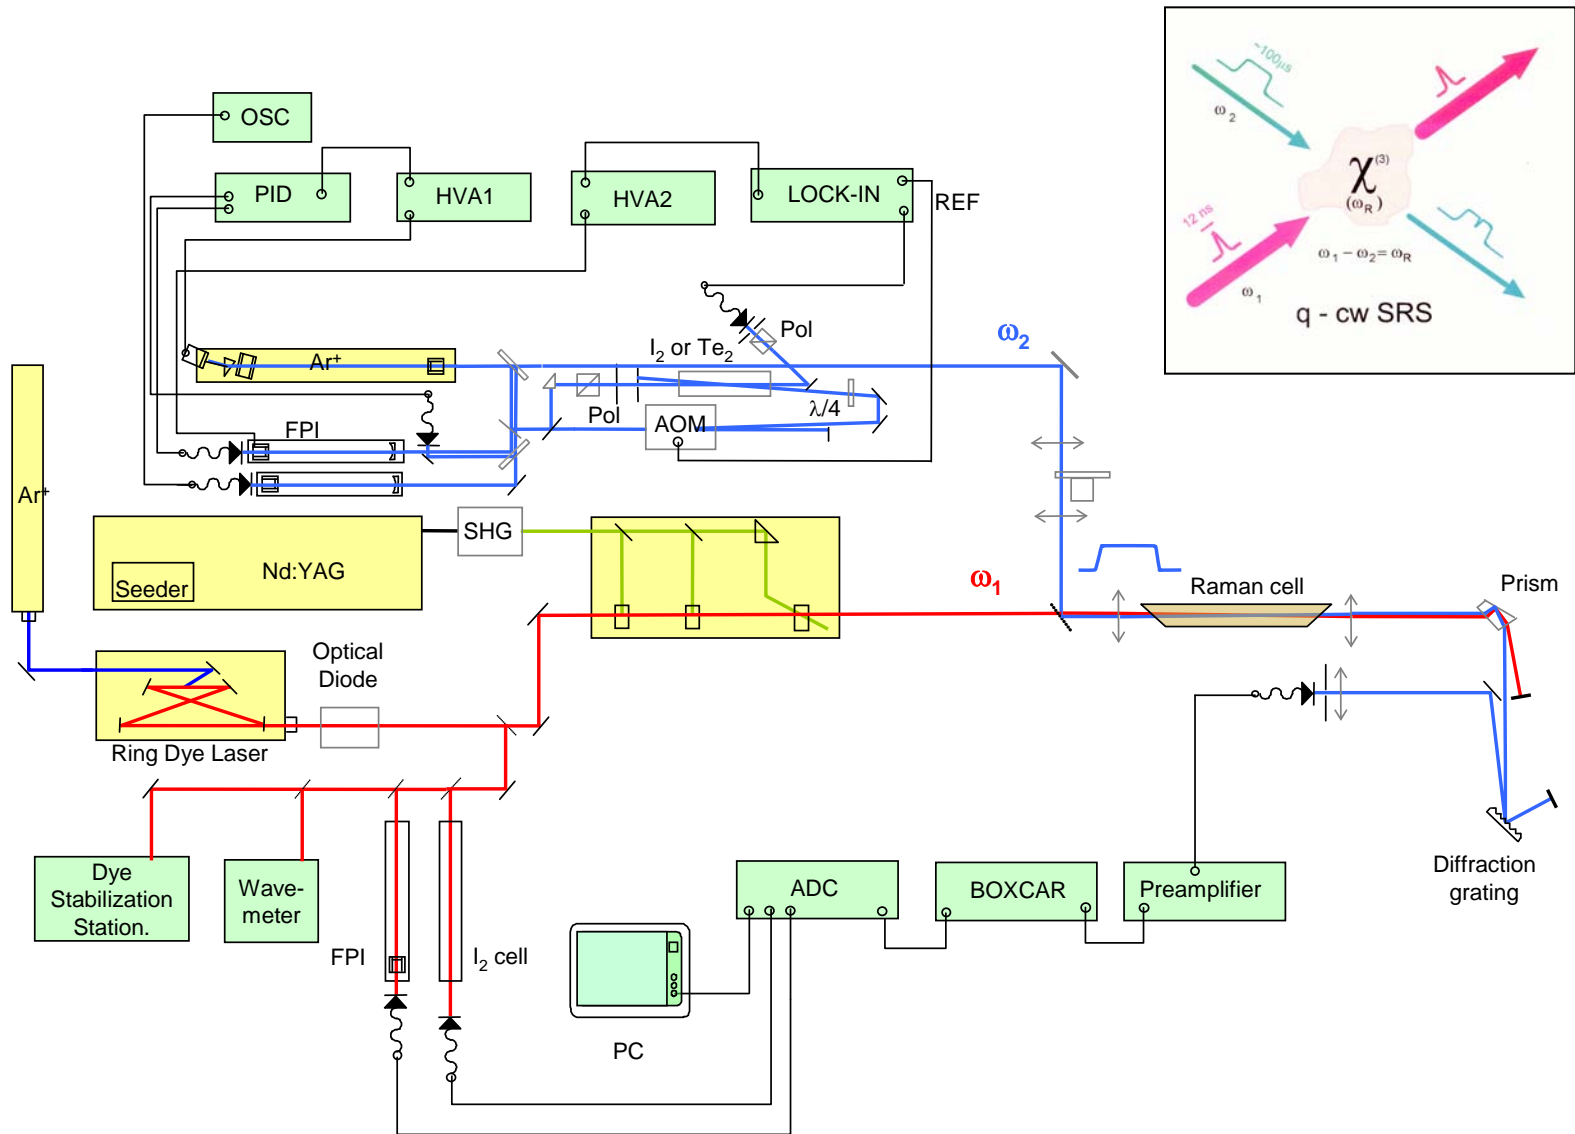 ~100µs
ω2
12 ns
ω1
χ(3)
(ωR)
ω1 – ω2= ωR
q - cw SRS
OSC
PID
HVA1
HVA2
LOCK-IN
REF
Pol
Ar+
I2 or Te2
ω2
Pol
λ/4
FPI
AOM
Ar+
SHG
Nd:YAG
Seeder
ω1
Raman cell
Prism
Optical
Diode
Ring Dye Laser
Dye
Stabilization
Station.
Wave-
meter
FPI
I2 cell
PC
ADC
BOXCAR
Preamplifier
Diffraction
grating